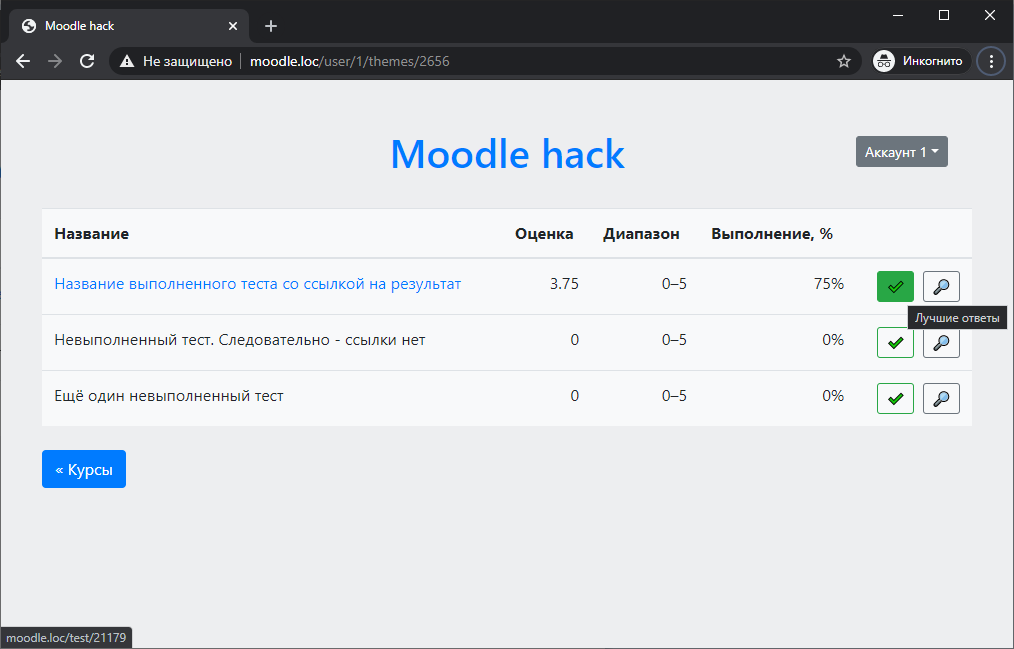 Moodle hack
Не защищено moodle.loc/user/1/themes/2656 Инкогнито
Moodle hack
Аккаунт 1
Название Оценка Диапазон Выполнение, %
Название выполненного теста со ссылкой на результат 3.75 0–5 75%
Лучшие ответы
Невыполненный тест. Следовательно - ссылки нет 0 0–5 0%
Ещё один невыполненный тест 0 0–5 0%
« Курсы
moodle.loc/test/21179